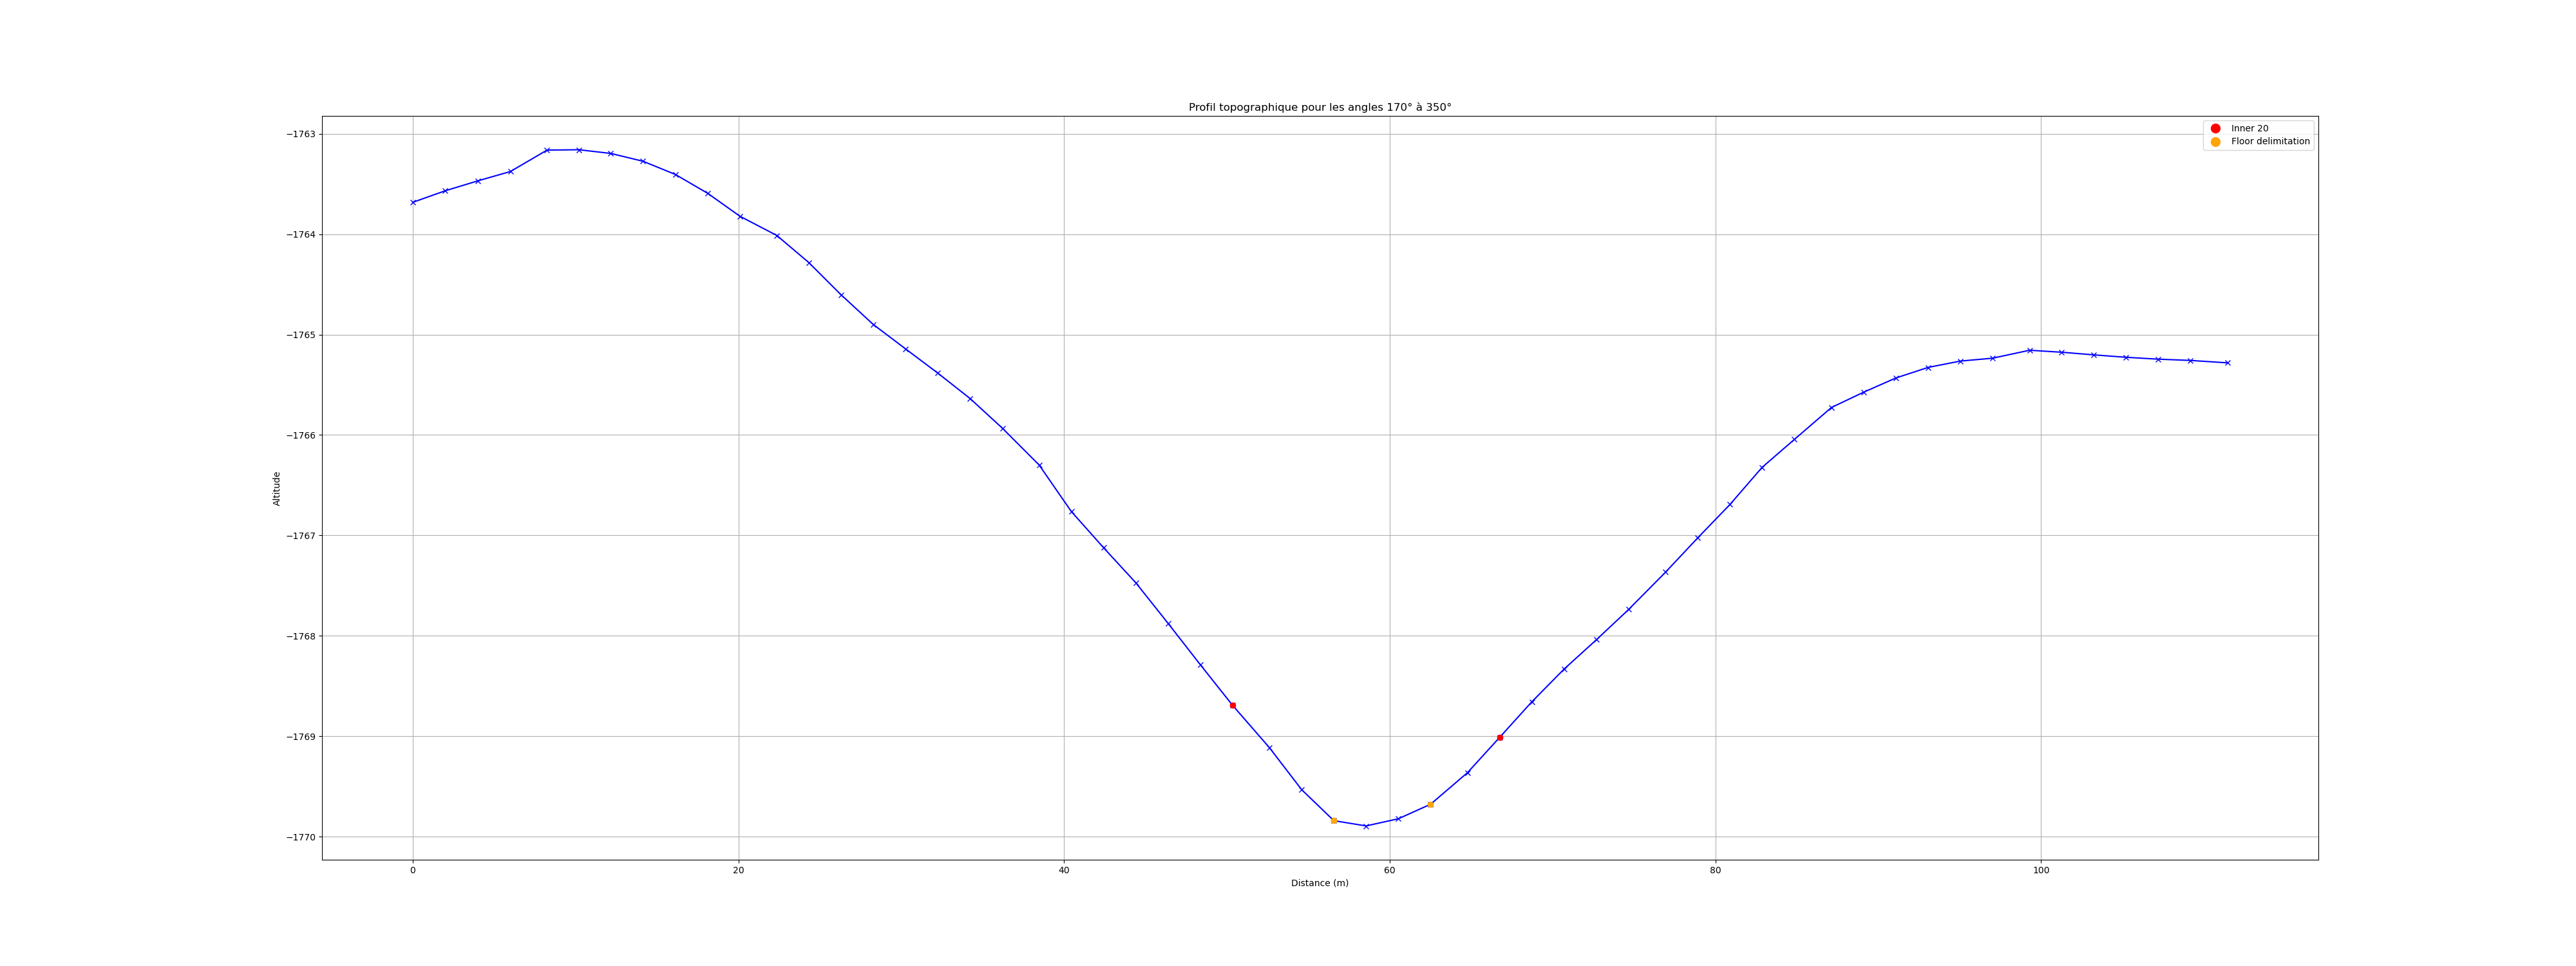 Profil topographique pour les angles 170° à 350°
Inner 20
Floor delimitation
−1763
−1764
−1765
−1766
−1767
−1768
−1769
−1770
Altitude
0 20 40 60 80 100
Distance (m)